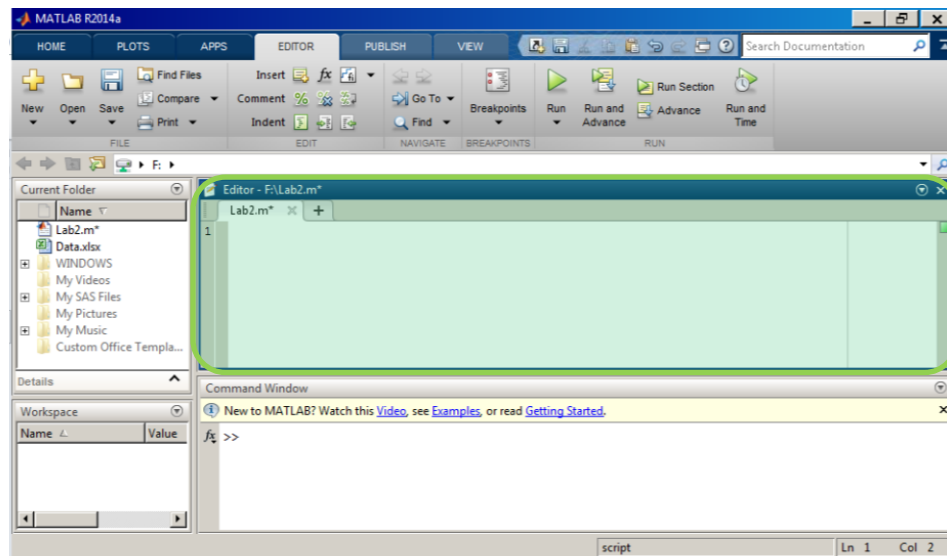 MATLAB R2014a
HOME PLOTS APPS EDITOR PUBLISH VIEW Search Documentation
New Open Save Find Files Compare Print
FILE
Insert fx
Comment %
Indent
EDIT
Go To
Find
NAVIGATE
Breakpoints
BREAKPOINTS
Run Run and Advance Run Section Advance Run and Time
RUN
F:
Current Folder
Name
Lab2.m*
Data.xlsx
WINDOWS
My Videos
My SAS Files
My Pictures
My Music
Custom Office Templa...
Details
Workspace
Name Value
Editor - F:\Lab2.m*
Lab2.m* +
1
Command Window
New to MATLAB? Watch this Video, see Examples, or read Getting Started.
fx >>
script Ln 1 Col 2